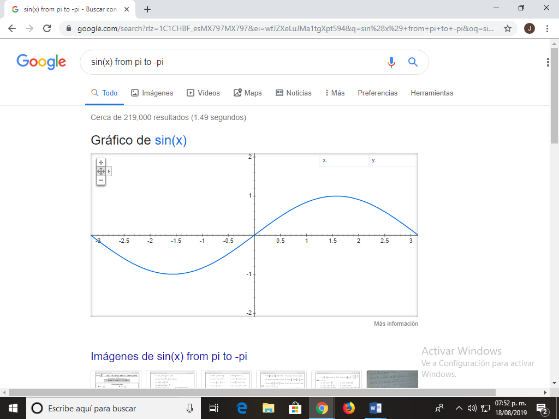 sin(x) from pi to -pi - Buscar con
google.com/search?rlz=1C1CHBF_esMX797MX797&ei=
&q=sin%28x%29+from+pi+to+-pi&oq=si...
Google
sin(x) from pi to -pi
Todo
Imágenes
Videos
Maps
Noticias
Más
Preferencias
Herramientas
Cerca de 219,000 resultados (1.49 segundos)
Gráfico de sin(x)
x:
y:
2
1
-1
-2
-3
-2.5
-2
-1.5
-1
-0.5
0.5
1
1.5
2
2.5
3
Más información
Imágenes de sin(x) from pi to -pi
Activar Windows
Ve a Configuración para activar
Windows.
Escribe aquí para buscar
07:52 p. m.
18/08/2019